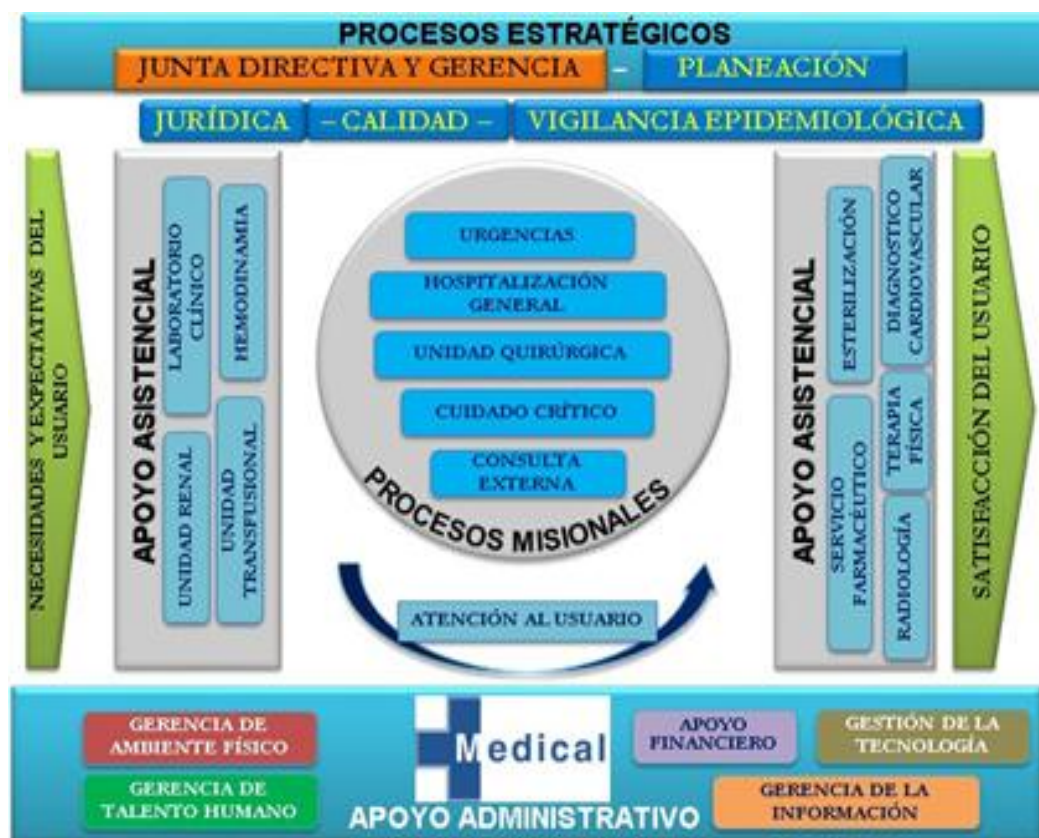 PROCESOS ESTRATÉGICOS
JUNTA DIRECTIVA Y GERENCIA – PLANEACIÓN
JURÍDICA – CALIDAD – VIGILANCIA EPIDEMIOLÓGICA
NECESIDADES Y EXPECTATIVAS DEL
USUARIO
APOYO ASISTENCIAL
LABORATORIO
CLÍNICO
HEMODINAMIA
UNIDAD RENAL
UNIDAD
TRANSFUSIONAL
URGENCIAS
HOSPITALIZACIÓN
GENERAL
UNIDAD QUIRÚRGICA
CUIDADO CRÍTICO
CONSULTA
EXTERNA
PROCESOS MISIONALES
ATENCIÓN AL USUARIO
APOYO ASISTENCIAL
ESTERILIZACIÓN
DIAGNOSTICO
CARDIOVASCULAR
SERVICIO
FARMACÉUTICO
TERAPIA
FÍSICA
RADIOLOGÍA
SATISFACCIÓN DEL USUARIO
GERENCIA DE
AMBIENTE FÍSICO
GERENCIA DE
TALENTO HUMANO
Medical
APOYO
FINANCIERO
GESTIÓN DE LA
TECNOLOGÍA
GERENCIA DE LA
INFORMACIÓN
APOYO ADMINISTRATIVO